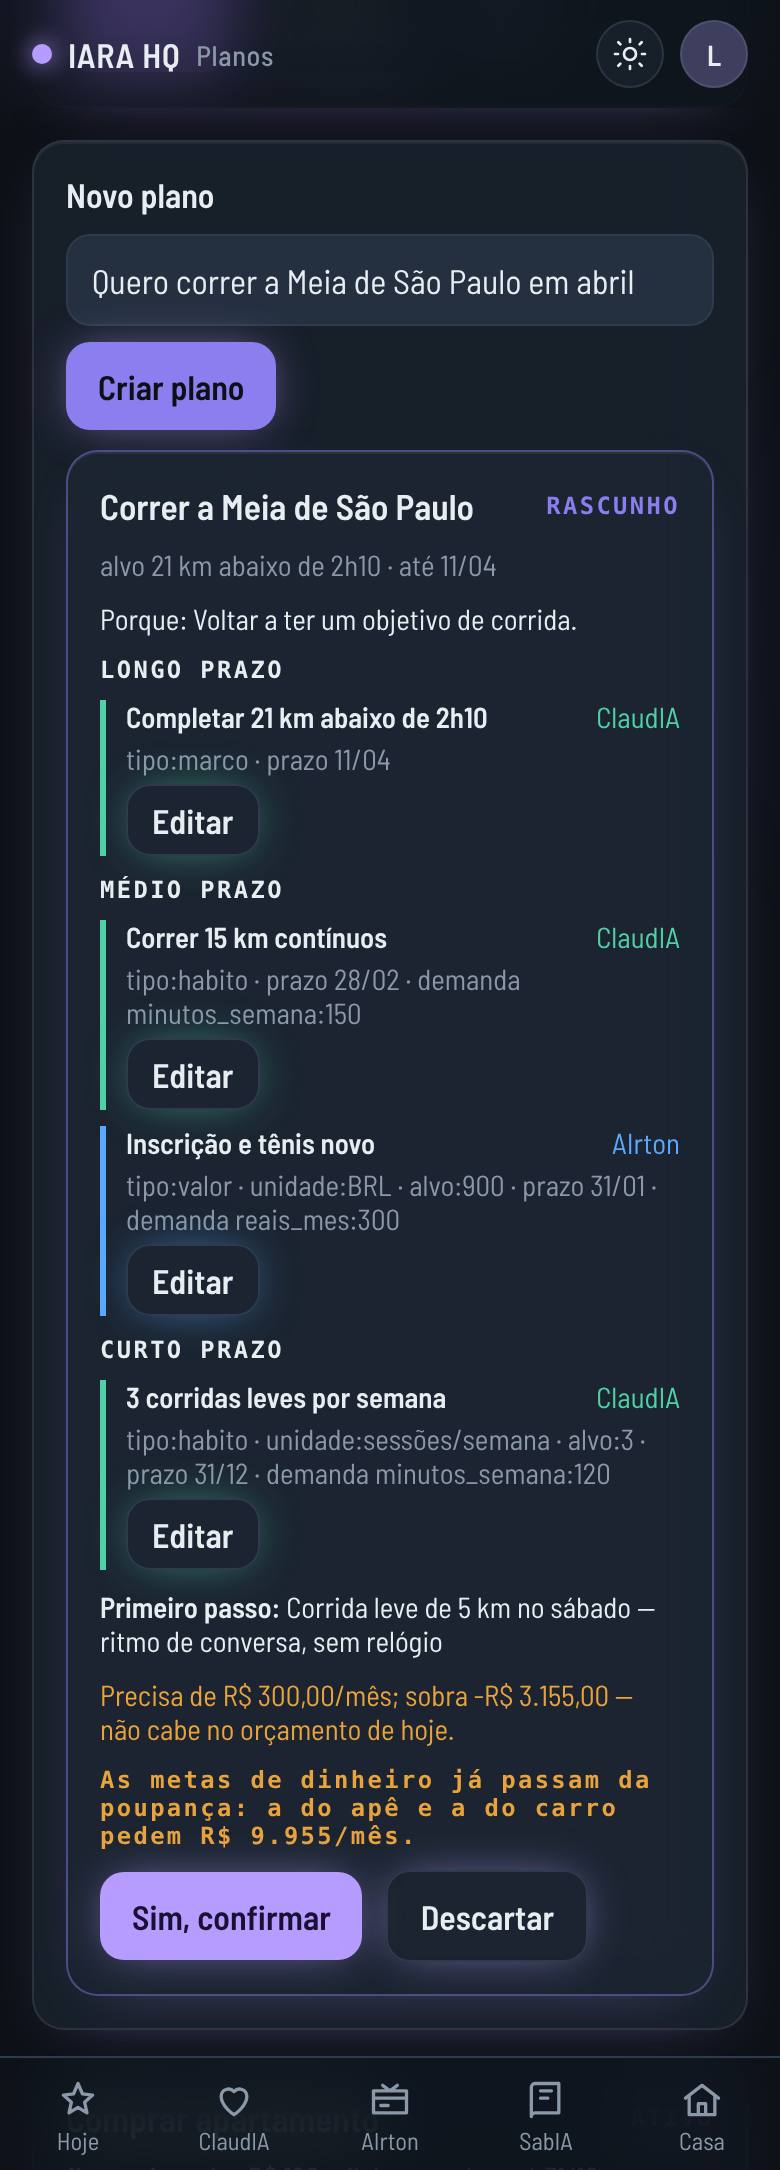 IARA HQ Planos
L
Novo plano
Quero correr a Meia de São Paulo em abril
Criar plano
Correr a Meia de São Paulo
RASCUNHO
alvo 21 km abaixo de 2h10 · até 11/04
Porque: Voltar a ter um objetivo de corrida.
LONGO PRAZO
Completar 21 km abaixo de 2h10
ClaudIA
tipo:marco · prazo 11/04
Editar
MÉDIO PRAZO
Correr 15 km contínuos
ClaudIA
tipo:habito · prazo 28/02 · demanda
minutos_semana:150
Editar
Inscrição e tênis novo
AIrton
tipo:valor · unidade:BRL · alvo:900 · prazo 31/01 ·
demanda reais_mes:300
Editar
CURTO PRAZO
3 corridas leves por semana
ClaudIA
tipo:habito · unidade:sessões/semana · alvo:3 ·
prazo 31/12 · demanda minutos_semana:120
Editar
Primeiro passo: Corrida leve de 5 km no sábado —
ritmo de conversa, sem relógio
Precisa de R$ 300,00/mês; sobra -R$ 3.155,00 —
não cabe no orçamento de hoje.
As metas de dinheiro já passam da
poupança: a do apê e a do carro
pedem R$ 9.955/mês.
Sim, confirmar
Descartar
Comprar apartamento
Hoje
ClaudIA
AIrton
SabIA
Casa